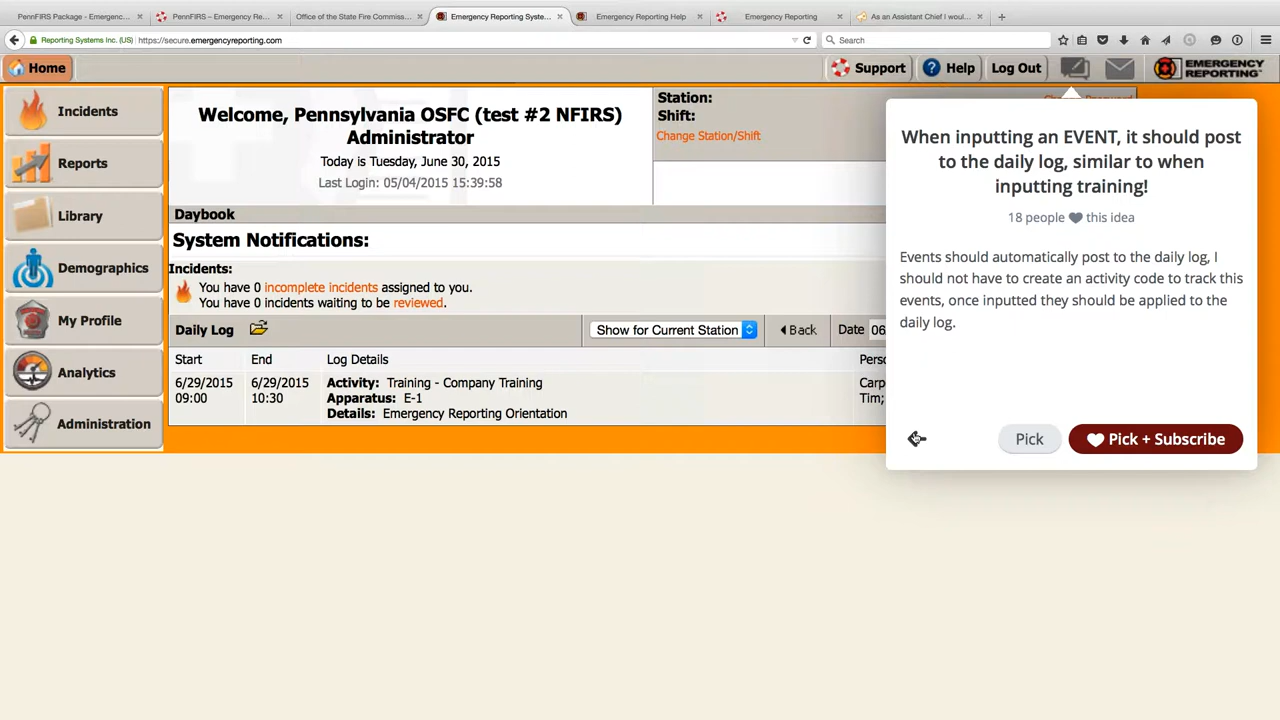 PennFIRS Package - Emergenc...
PennFIRS – Emergency Re...
Office of the State Fire Commiss...
Emergency Reporting Syste...
Emergency Reporting Help
Emergency Reporting
As an Assistant Chief I woul...
Reporting Systems Inc. (US)
https://secure.emergencyreporting.com
Search
Home
Support
Help
Log Out
EMERGENCY
REPORTING
Incidents
Reports
Library
Demographics
My Profile
Analytics
Administration
Welcome, Pennsylvania OSFC (test #2 NFIRS)
Administrator
Today is Tuesday, June 30, 2015
Last Login: 05/04/2015 15:39:58
Station:
Shift:
Change Station/Shift
Daybook
System Notifications:
Incidents:
You have 0 incomplete incidents assigned to you.
You have 0 incidents waiting to be reviewed.
Daily Log
Show for Current Station
Back
Date 06
Start End Log Details Perso
6/29/2015 6/29/2015 Activity: Training - Company Training Carp
09:00 10:30 Apparatus: E-1 Tim;
Details: Emergency Reporting Orientation
When inputting an EVENT, it should post
to the daily log, similar to when
inputting training!
18 people this idea
Events should automatically post to the daily log, I
should not have to create an activity code to track this
events, once inputted they should be applied to the
daily log.
Pick
Pick + Subscribe